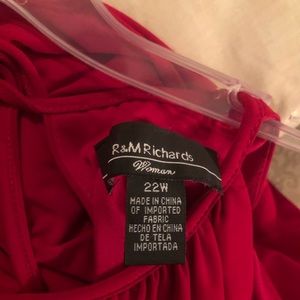 R&M Richards
Woman
22W
MADE IN CHINA
OF IMPORTED
FABRIC
HECHO EN CHINA
DE TELA
IMPORTADA